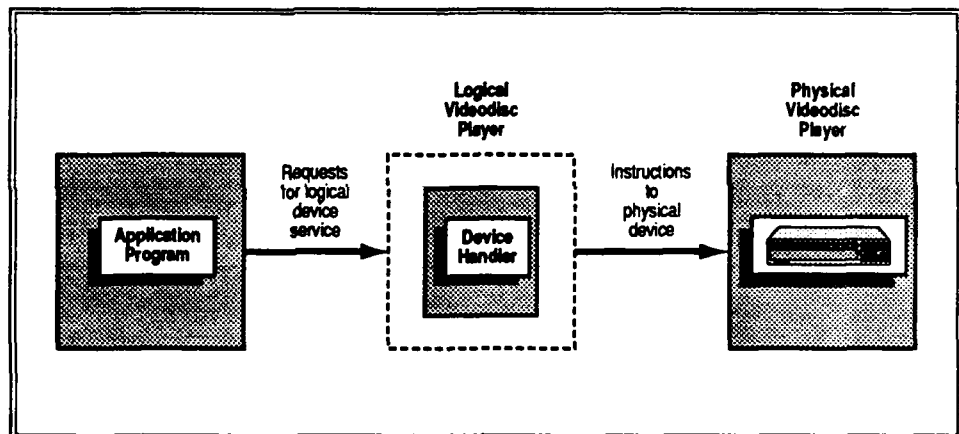 Logical
Videodisc
Player
Physical
Videodisc
Player
Requests
for logical
device
service
Instructions
to
physical
device
Application
Program
Device
Handler